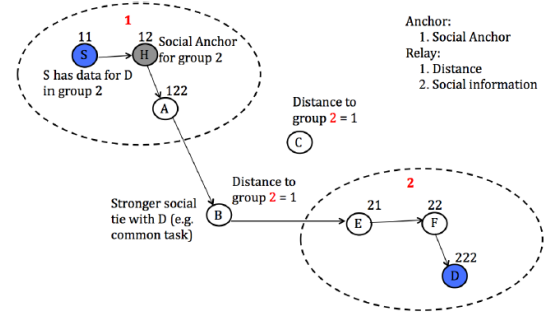 1
11
12
S
H
Social Anchor
for group 2
S has data for D
in group 2
122
A
Anchor:
1. Social Anchor
Relay:
1. Distance
2. Social information
Distance to
group 2 = 1
C
Distance to
group 2 = 1
Stronger social
tie with D (e.g.
common task)
B
2
21
22
E
F
222
D